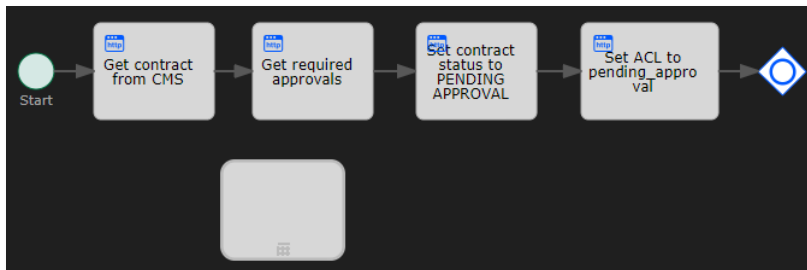 http
http
http
http
Get contract
from CMS
Get required
approvals
Set contract
status to
PENDING
APPROVAL
Set ACL to
pending_appro
val
Start